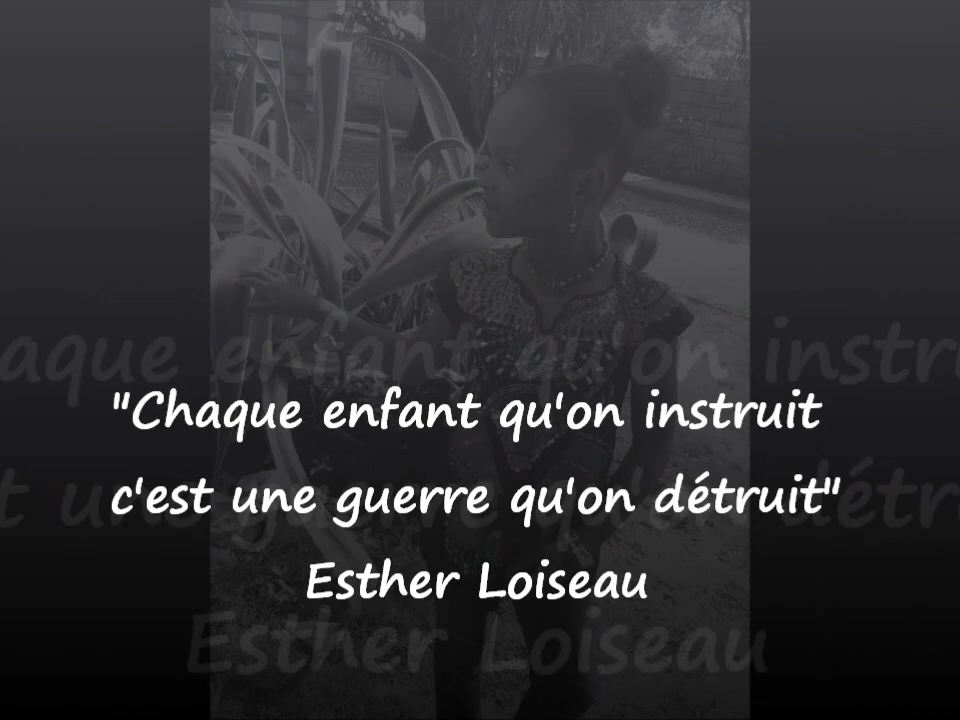 "Chaque enfant qu'on instruit
c'est une guerre qu'on détruit"
Esther Loiseau